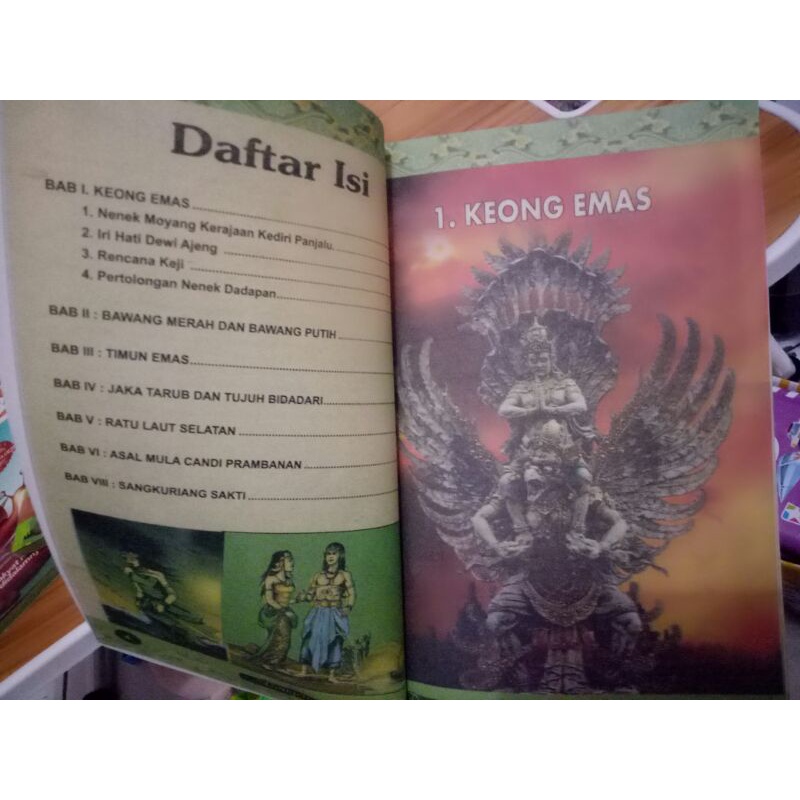 Daftar Isi
BAB I. KEONG EMAS
1. Nenek Moyang Kerajaan Kediri Panjalu
2. Iri Hati Dewi Ajeng
3. Rencana Keji
4. Pertolongan Nenek Dadapan
BAB II : BAWANG MERAH DAN BAWANG PUTIH
BAB III : TIMUN EMAS
BAB IV : JAKA TARUB DAN TUJUH BIDADARI
BAB V : RATU LAUT SELATAN
BAB VI : ASAL MULA CANDI PRAMBANAN
BAB VIII : SANGKURIANG SAKTI
1. KEONG EMAS